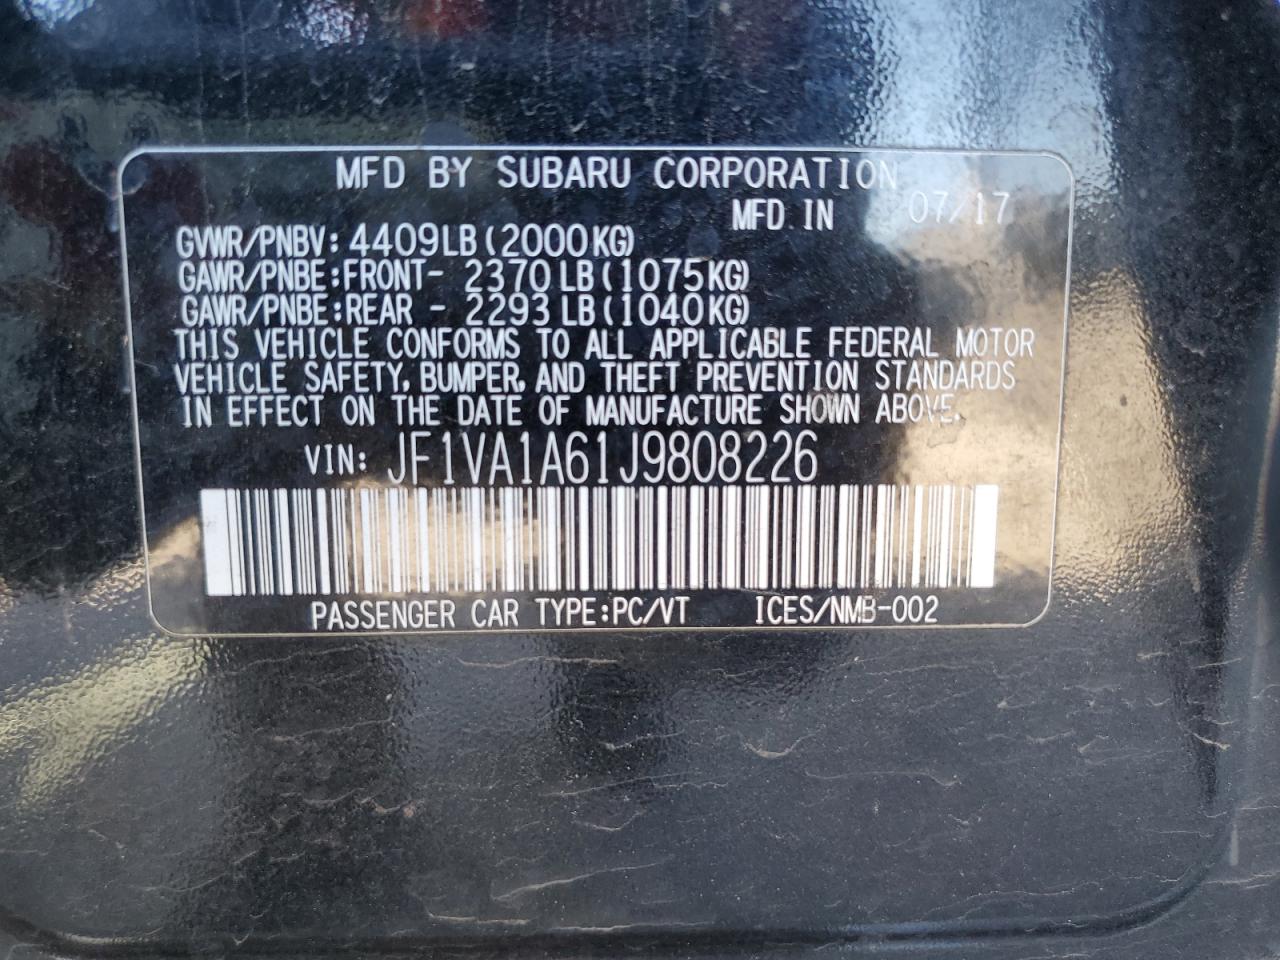 MFD BY SUBARU CORPORATION
MFD IN 07/17
GVWR/PNBV: 4409LB (2000KG)
GAWR/PNBE:FRONT- 2370LB (1075KG)
GAWR/PNBE:REAR - 2293LB (1040KG)
THIS VEHICLE CONFORMS TO ALL APPLICABLE FEDERAL MOTOR
VEHICLE SAFETY, BUMPER, AND THEFT PREVENTION STANDARDS
IN EFFECT ON THE DATE OF MANUFACTURE SHOWN ABOVE.
VIN: JF1VA1A61J9808226
PASSENGER CAR TYPE:PC/VT ICES/NMB-002